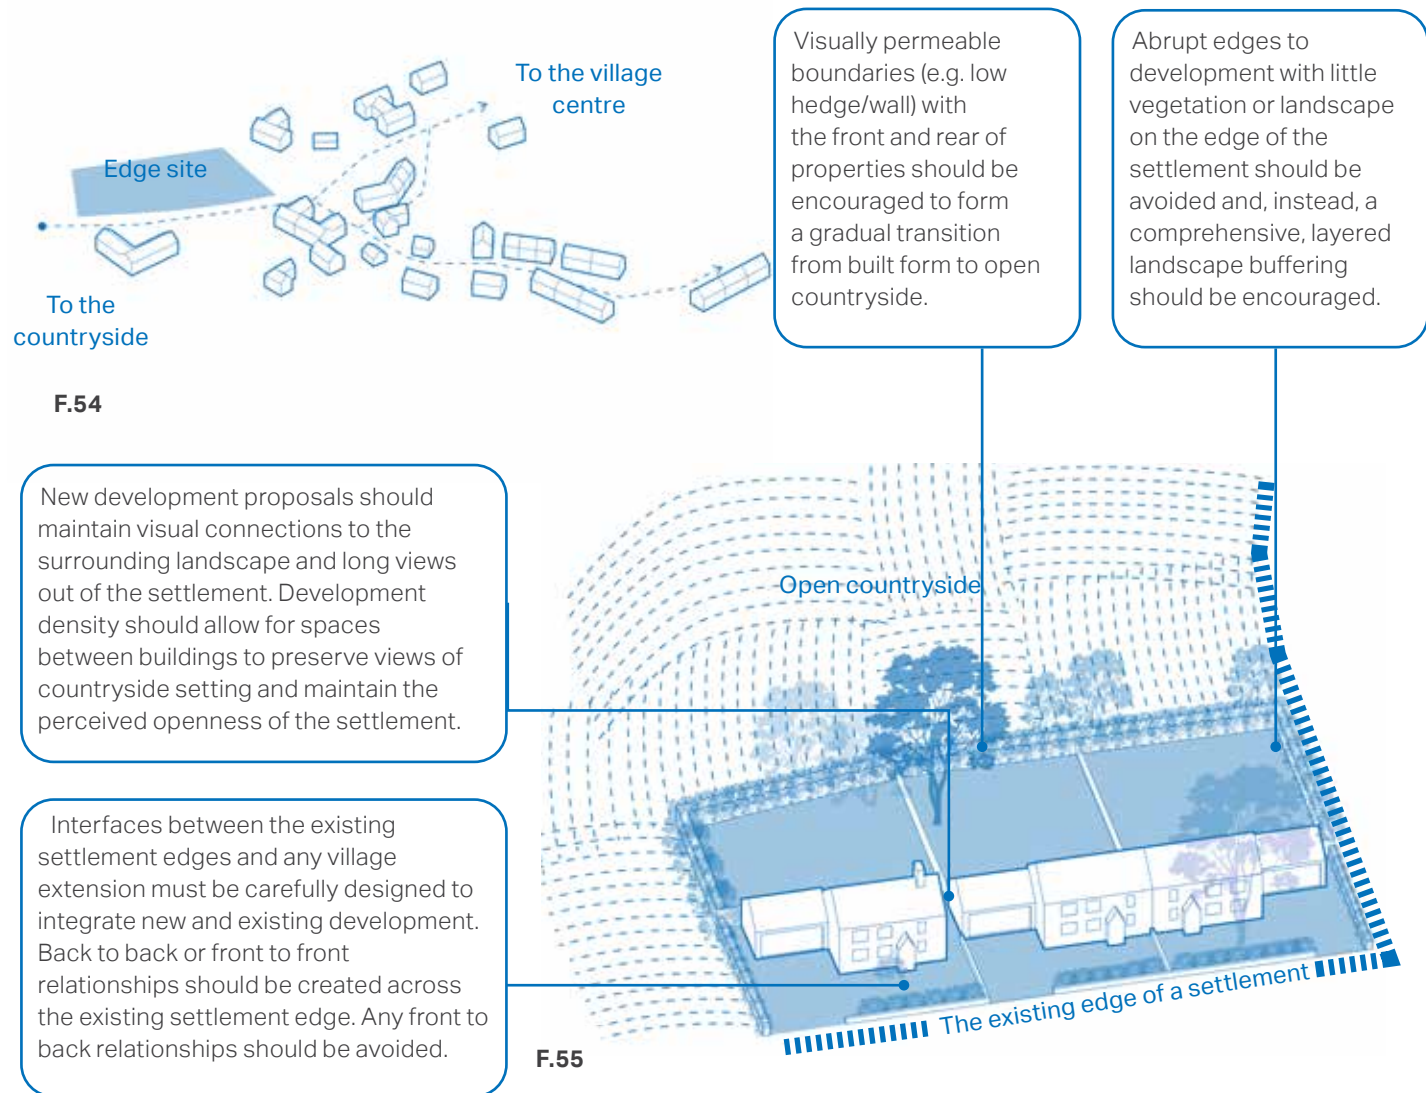 To the village
centre
Edge site
To the
countryside
F.54
Visually permeable
boundaries (e.g. low
hedge/wall) with
the front and rear of
properties should be
encouraged to form
a gradual transition
from built form to open
countryside.
Abrupt edges to
development with little
vegetation or landscape
on the edge of the
settlement should be
avoided and, instead, a
comprehensive, layered
landscape buffering
should be encouraged.
New development proposals should
maintain visual connections to the
surrounding landscape and long views
out of the settlement. Development
density should allow for spaces
between buildings to preserve views of
countryside setting and maintain the
perceived openness of the settlement.
Interfaces between the existing
settlement edges and any village
extension must be carefully designed to
integrate new and existing development.
Back to back or front to front
relationships should be created across
the existing settlement edge. Any front to
back relationships should be avoided.
Open countryside
The existing edge of a settlement
F.55